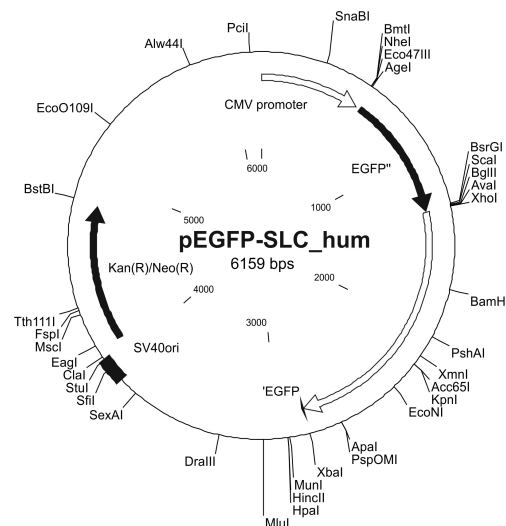 SnaBI
PciI
BmtI
NheI
Eco47III
AgeI
Alw44I
CMV promoter
EcoO109I
EGFP"
BsrGI
ScaI
BglII
AvaI
XhoI
6000
1000
BstBI
5000
pEGFP-SLC_hum
6159 bps
Kan(R)/Neo(R)
2000
4000
BamH
3000
Tth111I
FspI
MscI
SV40ori
PshAI
EagI
ClaI
StuI
SfiI
SexAI
XmnI
Acc65I
KpnI
EcoNI
'EGFP
ApaI
PspOMI
DraIII
XbaI
MunI
HincII
HpaI
MluI